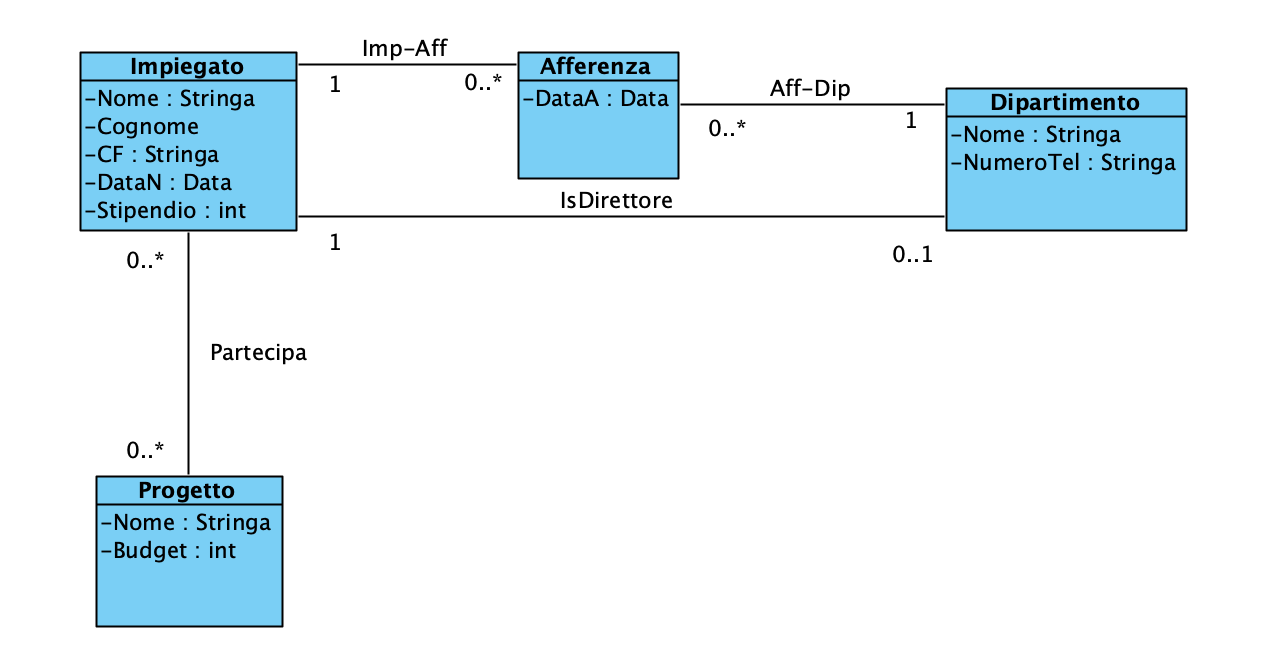 Imp-Aff
Impiegato
-Nome : Stringa
-Cognome
-CF : Stringa
-DataN : Data
-Stipendio : int
1
0..*
Afferenza
-DataA : Data
Aff-Dip
0..*
1
Dipartimento
-Nome : Stringa
-NumeroTel : Stringa
IsDirettore
1
0..1
0..*
Partecipa
0..*
Progetto
-Nome : Stringa
-Budget : int